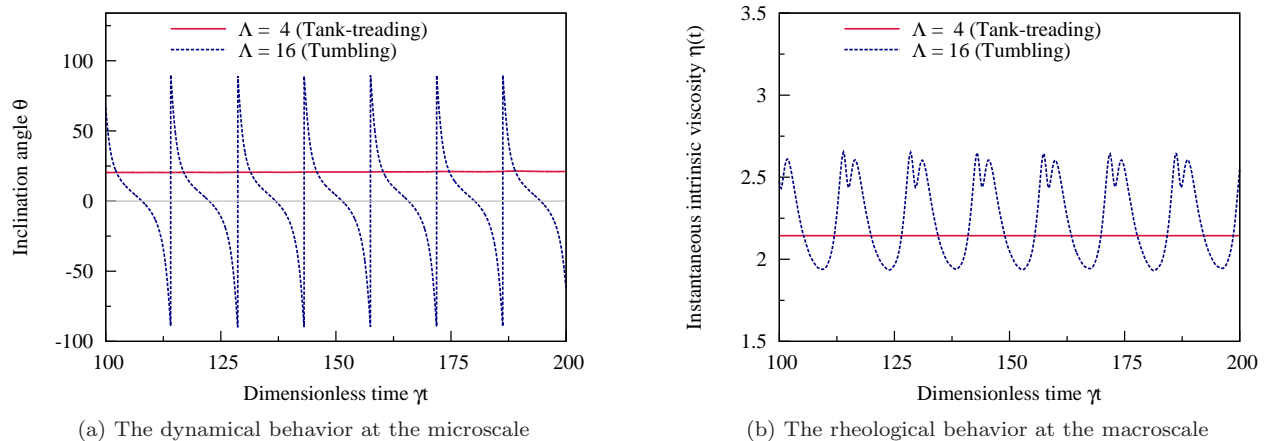 Λ = 4 (Tank-treading)
Λ = 16 (Tumbling)
100
50
0
-50
-100
Inclination angle θ
100
125
150
175
200
Dimensionless time γt
(a) The dynamical behavior at the microscale
Λ = 4 (Tank-treading)
Λ = 16 (Tumbling)
3.5
3
2.5
2
1.5
Instantaneous intrinsic viscosity η(t)
100
125
150
175
200
Dimensionless time γt
(b) The rheological behavior at the macroscale